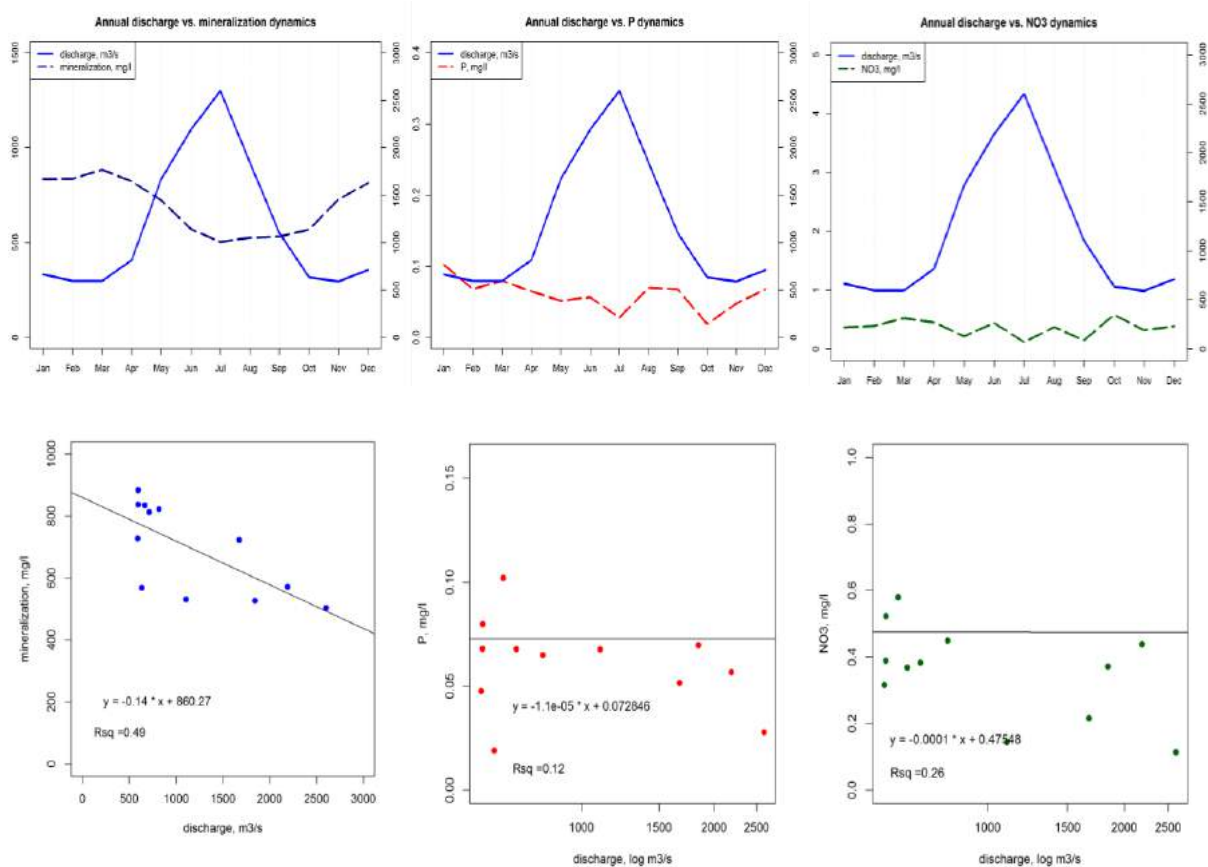 Annual discharge vs. mineralization dynamics
discharge, m3/s
mineralization, mg/l
0 500 1000 1500
0 500 1000 1500 2000 2500 3000
Jan Feb Mar Apr May Jun Jul Aug Sep Oct Nov Dec
Annual discharge vs. P dynamics
discharge, m3/s
P, mg/l
0.0 0.1 0.2 0.3 0.4
0 500 1000 1500 2000 2500 3000
Jan Feb Mar Apr May Jun Jul Aug Sep Oct Nov Dec
Annual discharge vs. NO3 dynamics
discharge, m3/s
NO3, mg/l
0 1 2 3 4 5
0 500 1000 1500 2000 2500 3000
Jan Feb Mar Apr May Jun Jul Aug Sep Oct Nov Dec
mineralization, mg/l
0 200 400 600 800 1000
y = -0.14 * x + 860.27
Rsq =0.49
0 500 1000 1500 2000 2500 3000
discharge, m3/s
P, mg/l
0.00 0.05 0.10 0.15
y = -1.1e-05 * x + 0.072846
Rsq =0.12
1000 1500 2000 2500
discharge, log m3/s
NO3, mg/l
0.0 0.2 0.4 0.6 0.8 1.0
y = -0.0001 * x + 0.47548
Rsq =0.26
1000 1500 2000 2500
discharge, log m3/s